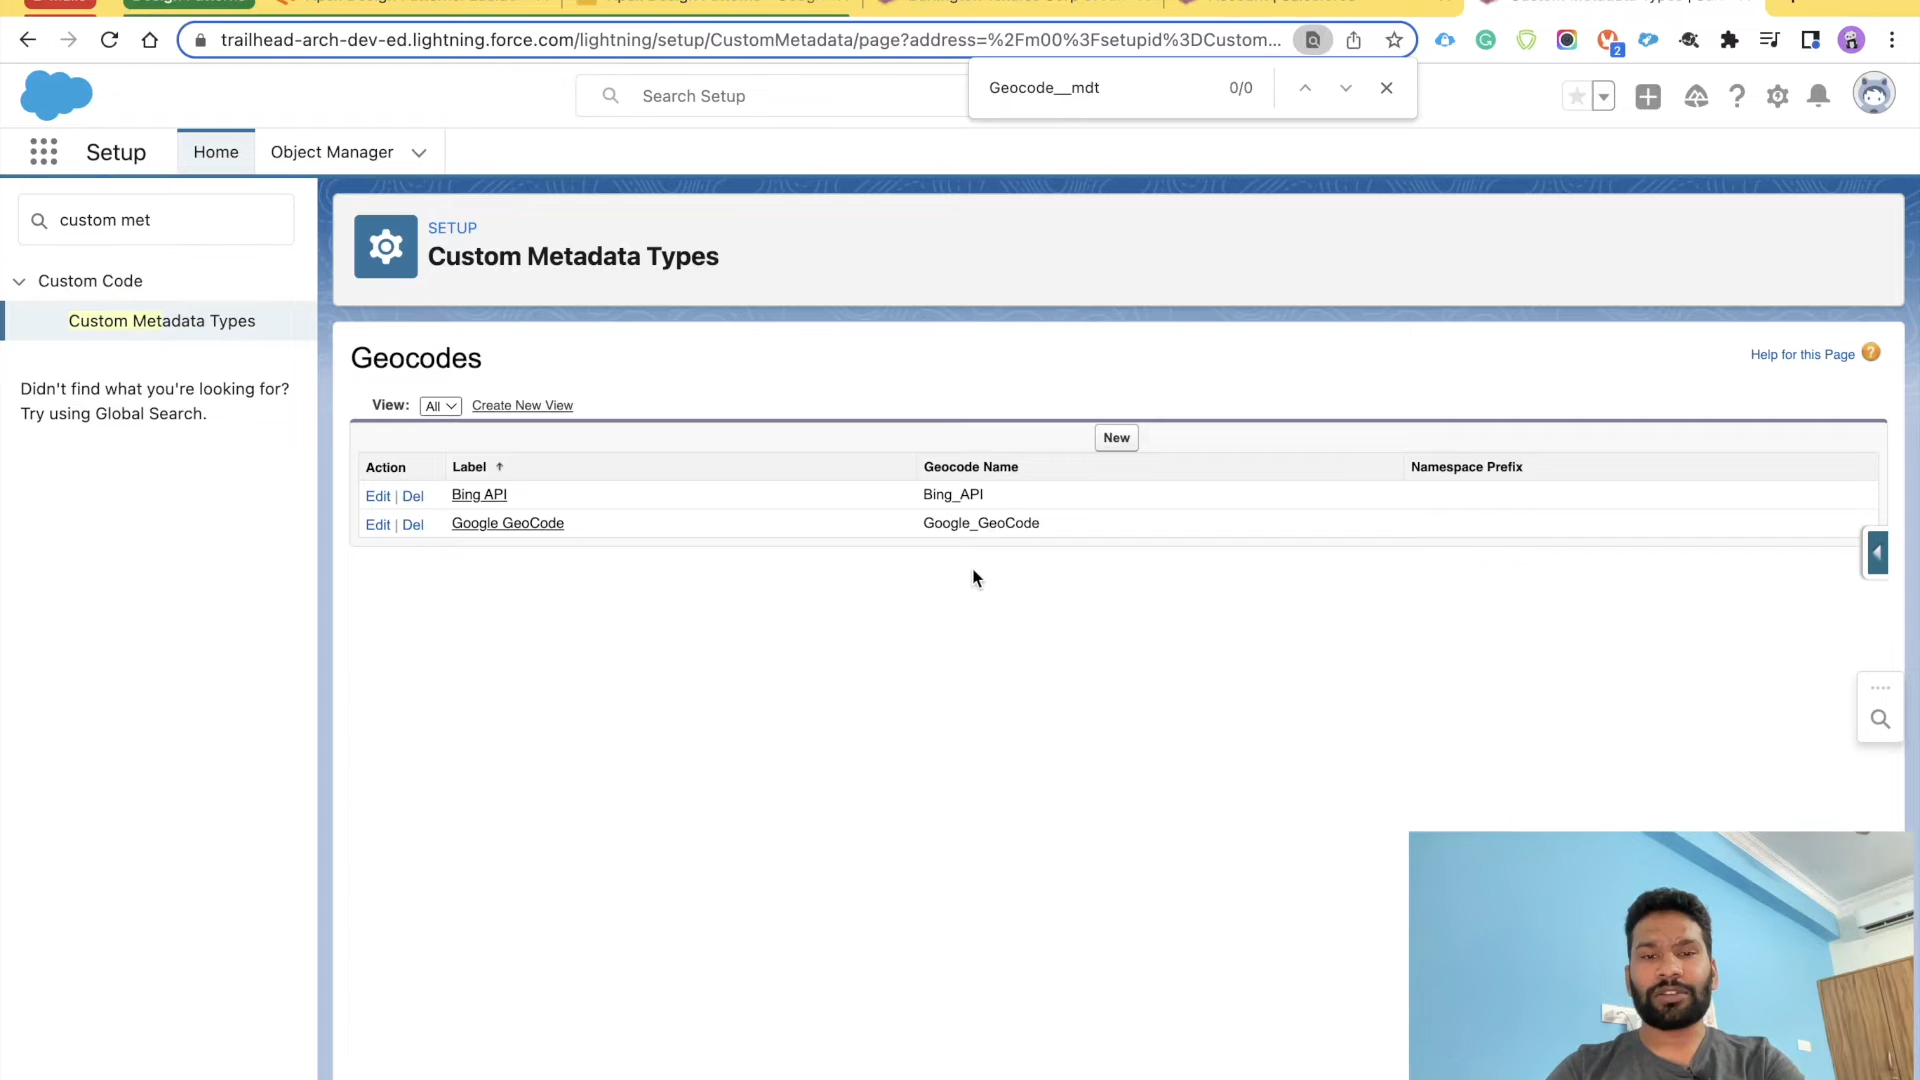 trailhead-arch-dev-ed.lightning.force.com/lightning/setup/CustomMetadata/page?address=%2Fm00%3Fsetupid%3DCustom...
2
Geocode__mdt 0/0
Search Setup
Setup
Home
Object Manager
custom met
Custom Code
Custom Metadata Types
Didn't find what you're looking for?
Try using Global Search.
SETUP
Custom Metadata Types
Geocodes
Help for this Page ?
View: All Create New View
New
Action Label Geocode Name Namespace Prefix
Edit | Del Bing API Bing_API
Edit | Del Google GeoCode Google_GeoCode